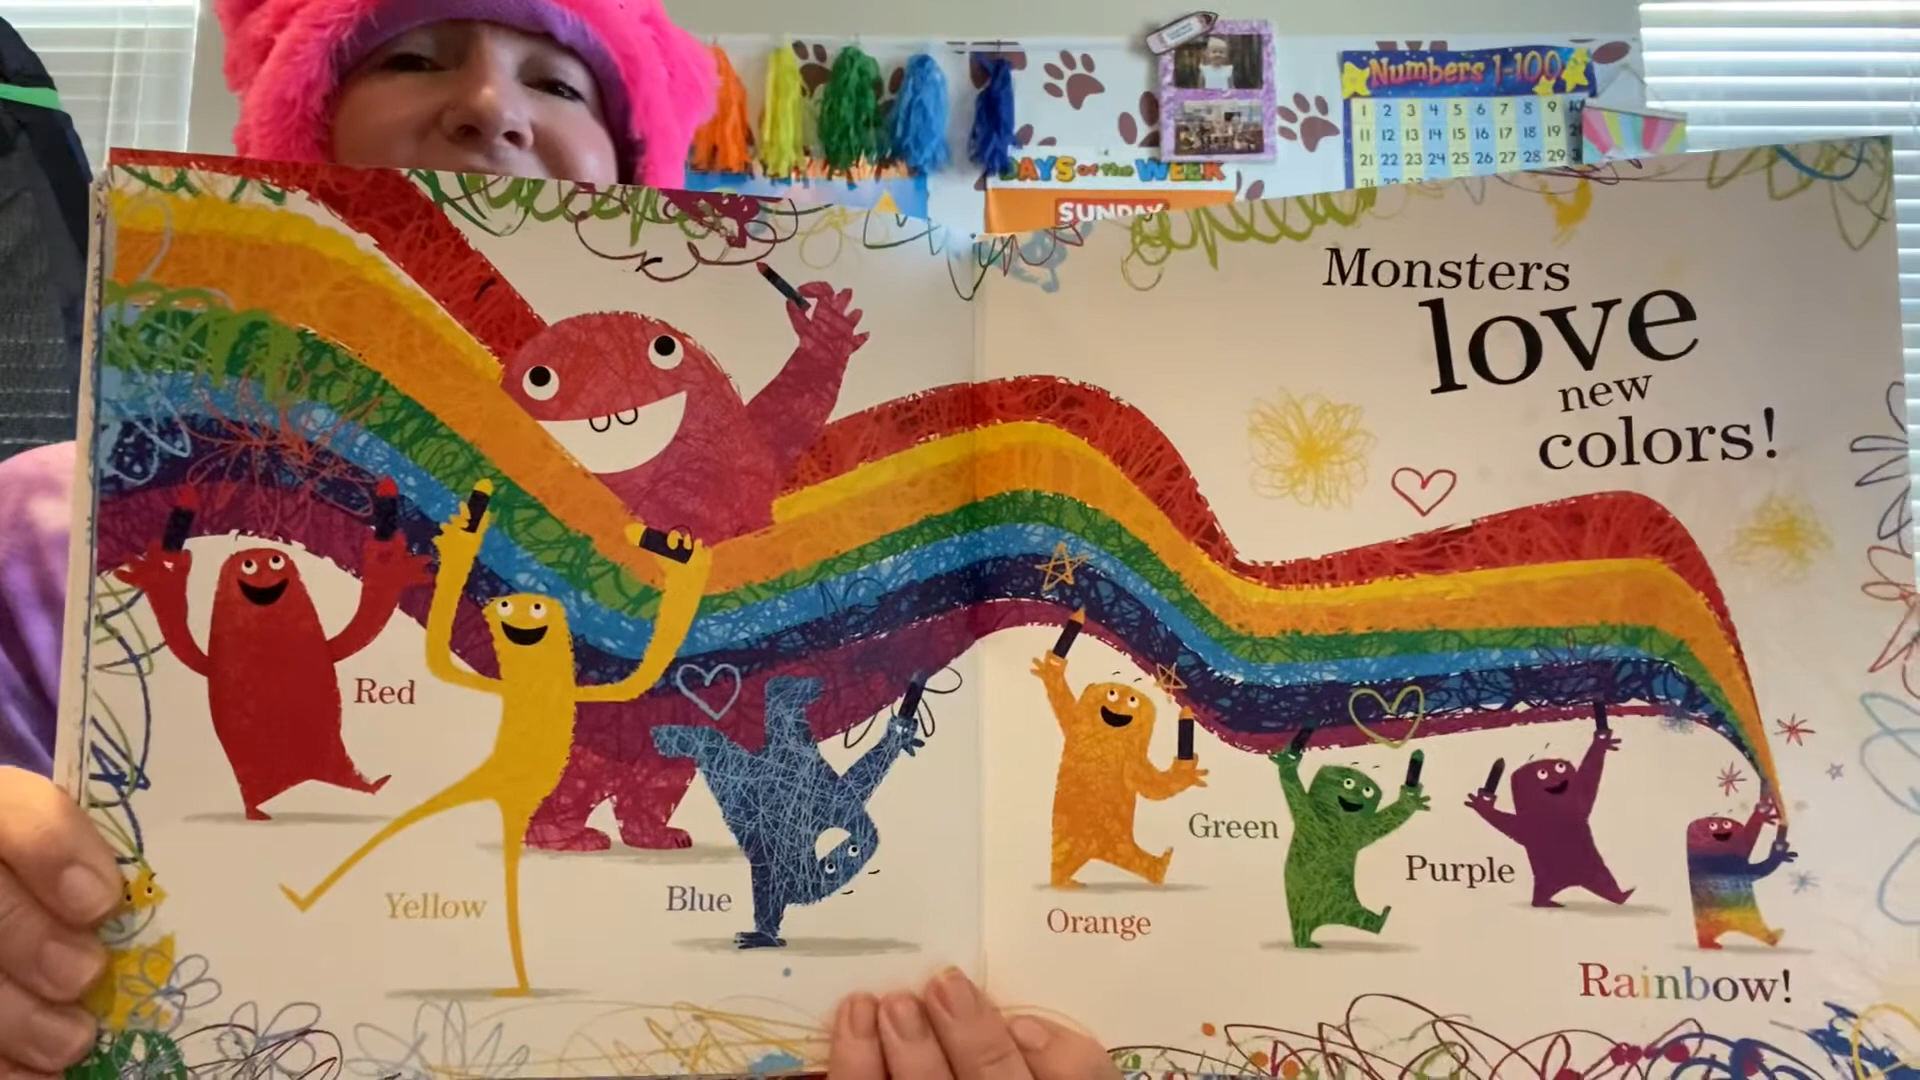 Numbers 1-100
1 2 3 4 5 6 7 8 9 10
11 12 13 14 15 16 17 18 19
21 22 23 24 25 26 27 28 29
DAYS of the WEEK
SUNDAY
Monsters
love
new
colors!
Red
Yellow
Blue
Orange
Green
Purple
Rainbow!